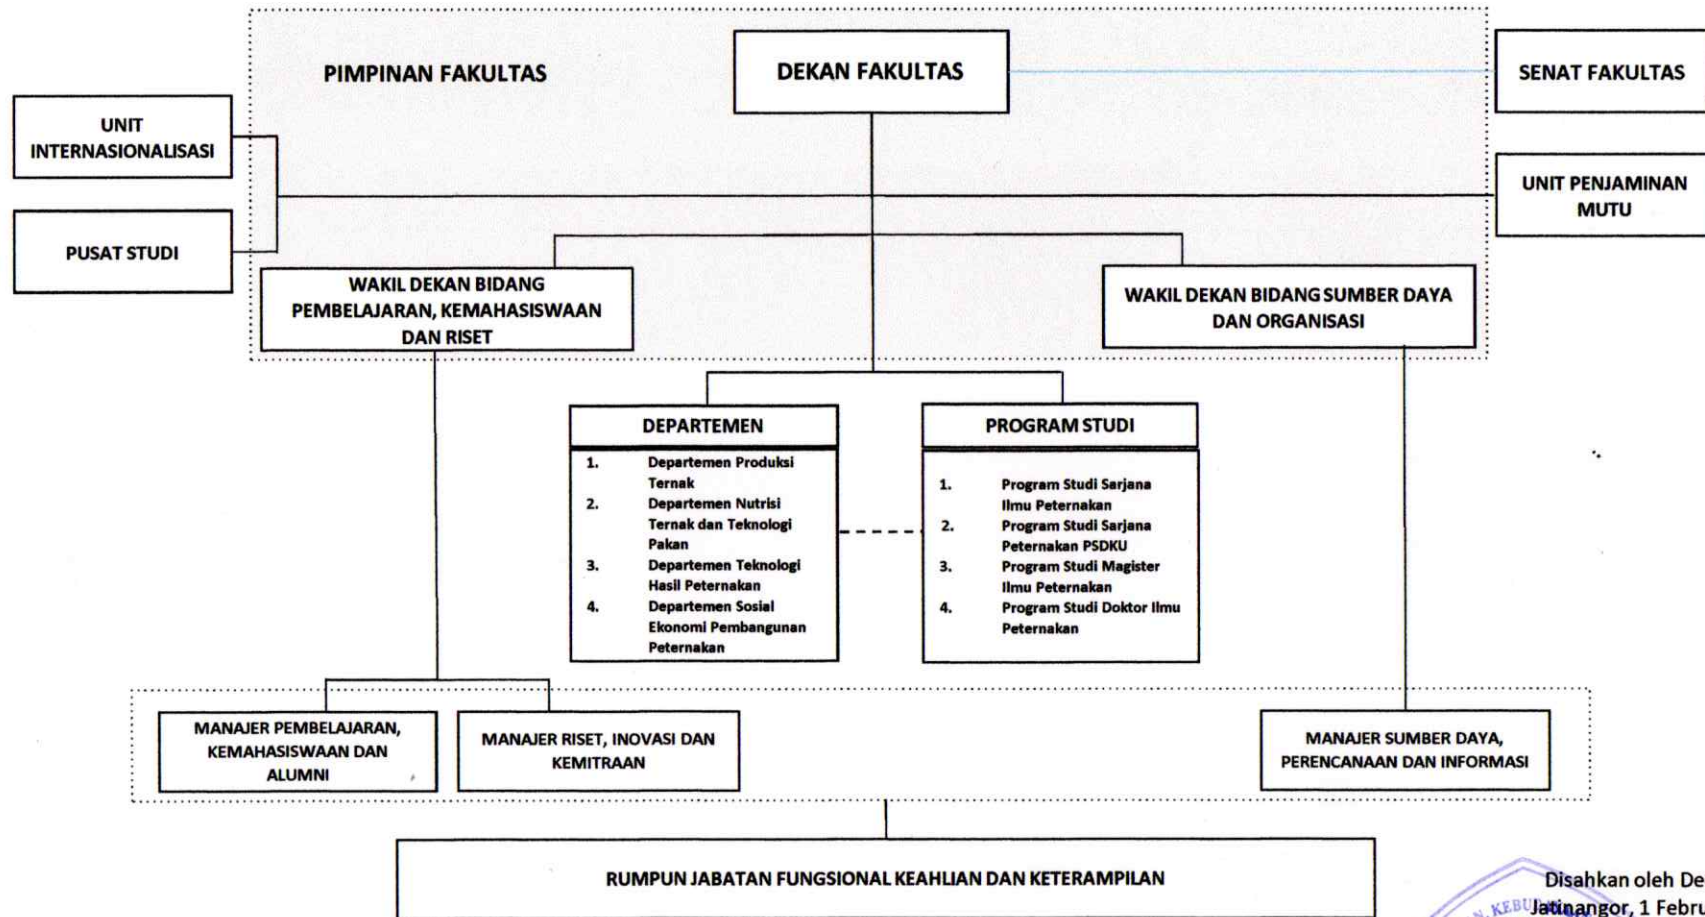 PIMPINAN FAKULTAS
DEKAN FAKULTAS
SENAT FAKULTAS
UNIT
INTERNASIONALISASI
UNIT PENJAMINAN
MUTU
PUSAT STUDI
WAKIL DEKAN BIDANG
PEMBELAJARAN, KEMAHASISWAAN
DAN RISET
WAKIL DEKAN BIDANG SUMBER DAYA
DAN ORGANISASI
DEPARTEMEN
1. Departemen Produksi
Ternak
2. Departemen Nutrisi
Ternak dan Teknologi
Pakan
3. Departemen Teknologi
Hasil Peternakan
4. Departemen Sosial
Ekonomi Pembangunan
Peternakan
PROGRAM STUDI
1. Program Studi Sarjana
Ilmu Peternakan
2. Program Studi Sarjana
Peternakan PSDKU
3. Program Studi Magister
Ilmu Peternakan
4. Program Studi Doktor Ilmu
Peternakan
MANAJER PEMBELAJARAN,
KEMAHASISWAAN DAN
ALUMNI
MANAJER RISET, INOVASI DAN
KEMITRAAN
MANAJER SUMBER DAYA,
PERENCANAAN DAN INFORMASI
RUMPUN JABATAN FUNGSIONAL KEAHLIAN DAN KETERAMPILAN
Disahkan oleh De
Jatinangor, 1 Febru